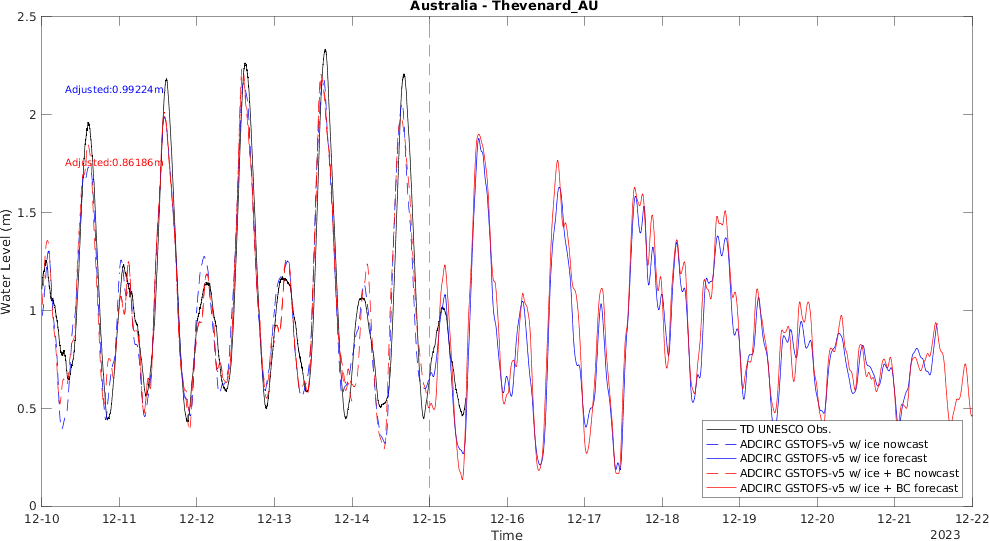 Australia - Thevenard_AU
2.5
2
1.5
1
0.5
0
Water Level (m)
Adjusted:0.99224m
Adjusted:0.86186m
TD UNESCO Obs.
ADCIRC GSTOFS-v5 w/ ice nowcast
ADCIRC GSTOFS-v5 w/ ice forecast
ADCIRC GSTOFS-v5 w/ ice + BC nowcast
ADCIRC GSTOFS-v5 w/ ice + BC forecast
12-10 12-11 12-12 12-13 12-14 12-15 12-16 12-17 12-18 12-19 12-20 12-21 12-22
Time
2023